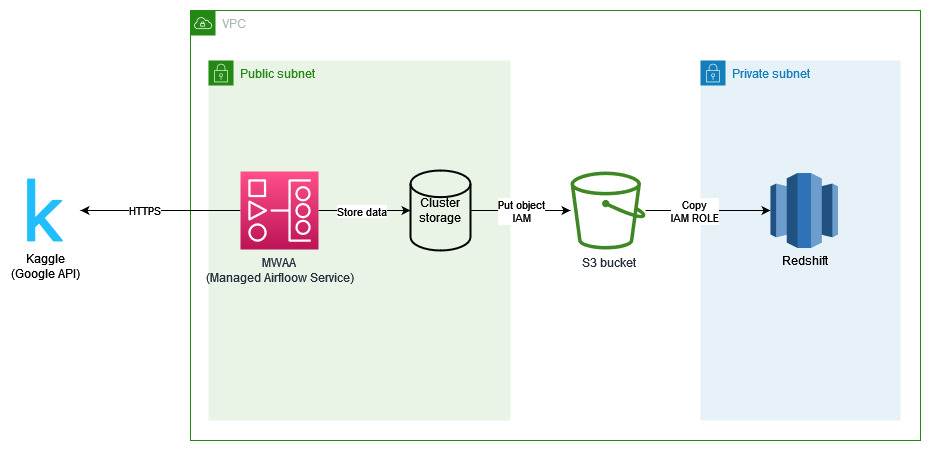 VPC
Public subnet
Private subnet
HTTPS
Store data
Cluster
storage
Put object
IAM
Copy
IAM ROLE
Kaggle
(Google API)
MWAA
(Managed Airfloow Service)
S3 bucket
Redshift